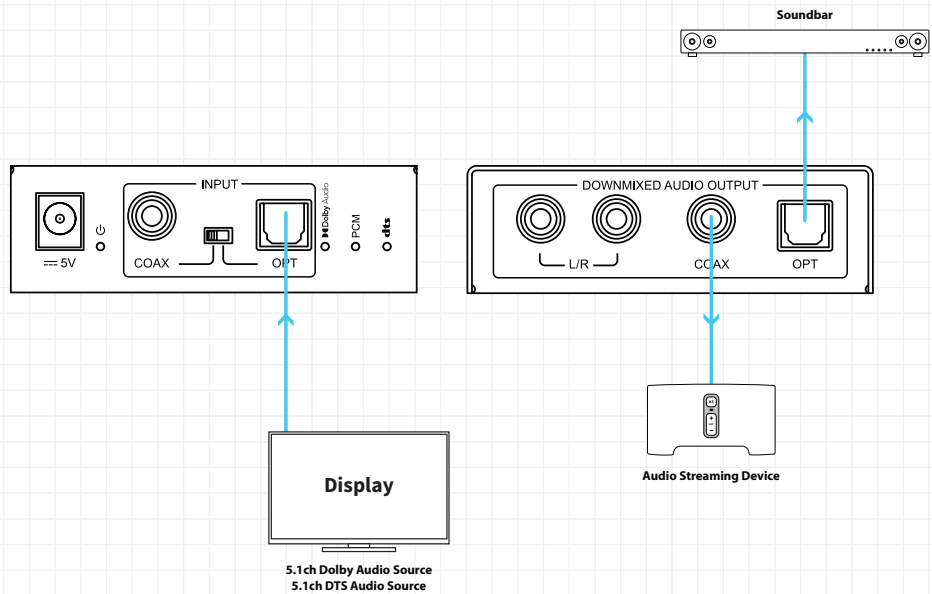 Soundbar
INPUT
COAX
OPT
⎓ 5V
Dolby Audio
PCM
dts
DOWNMIXED AUDIO OUTPUT
L/R
COAX
OPT
Display
5.1ch Dolby Audio Source
5.1ch DTS Audio Source
Audio Streaming Device